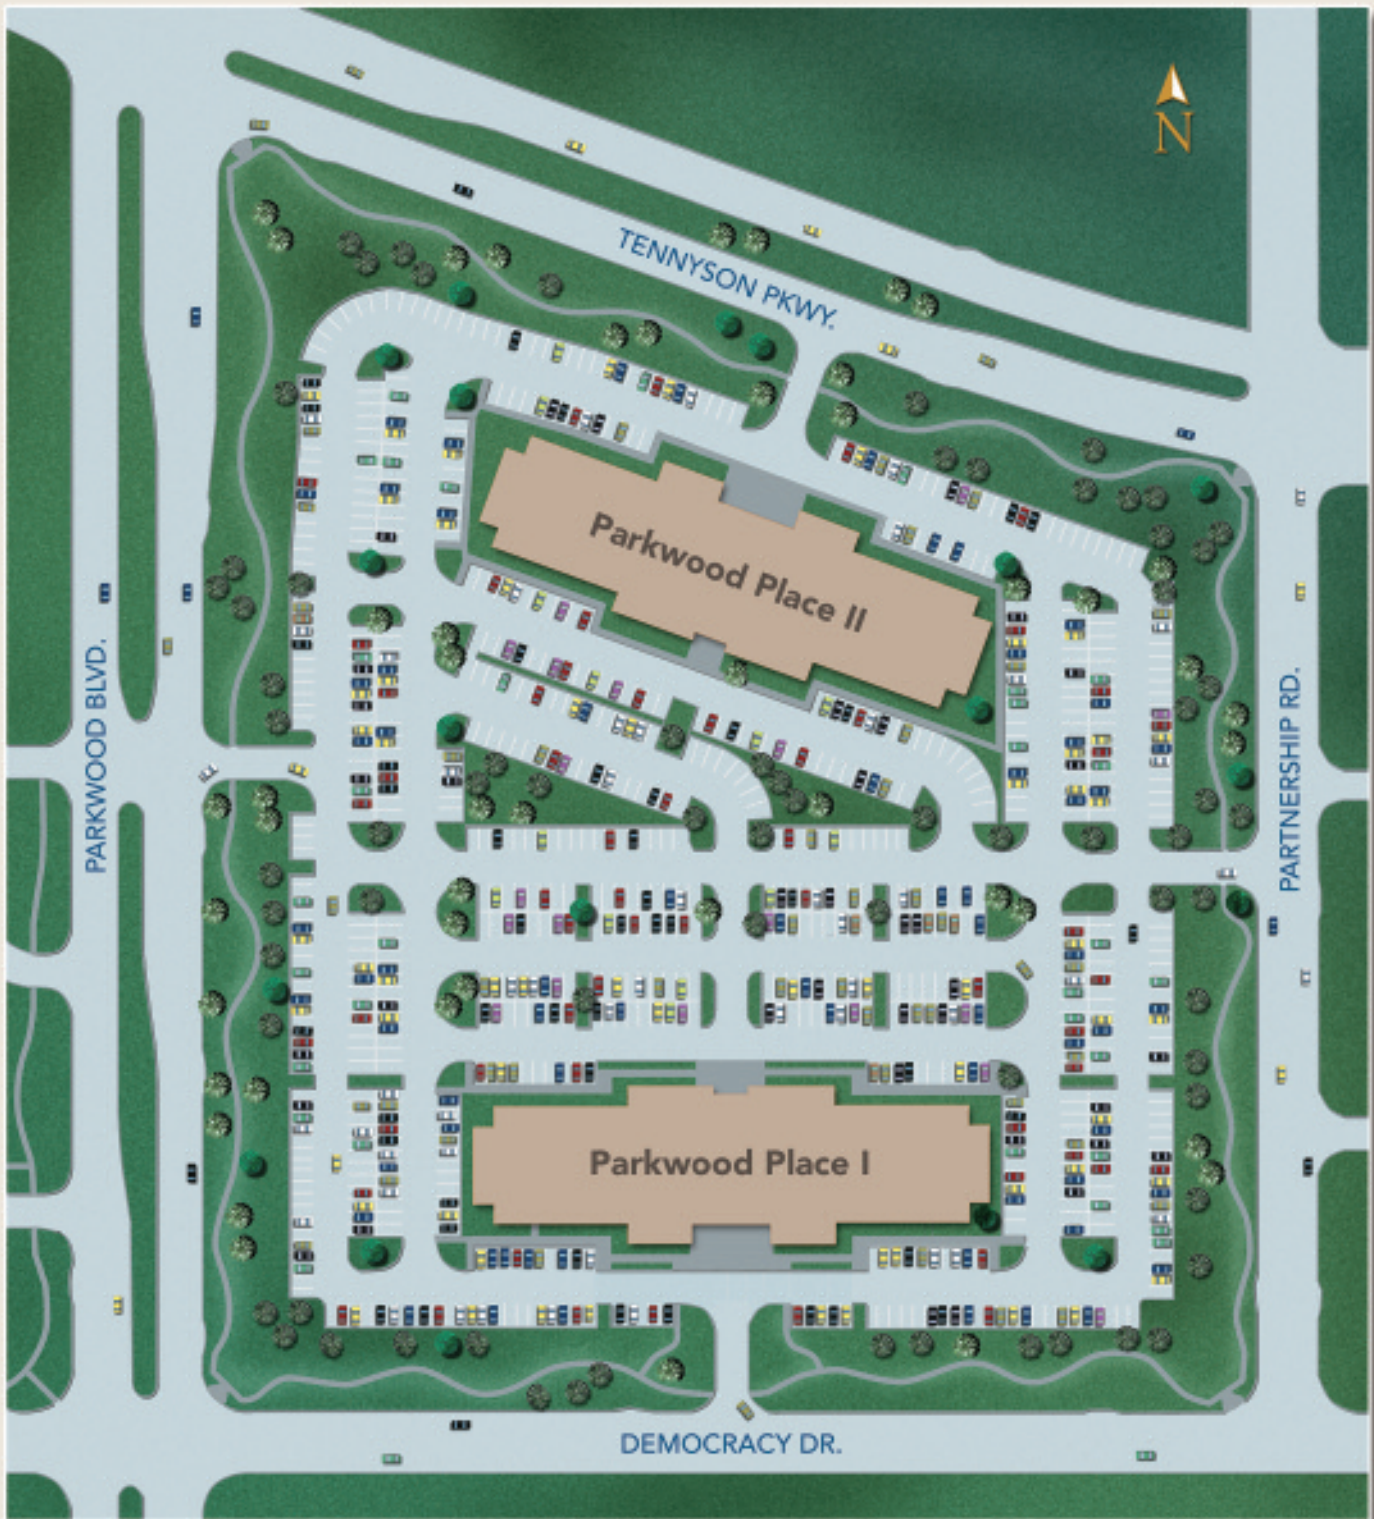 N
TENNYSON PKWY.
Parkwood Place II
PARKWOOD BLVD.
PARTNERSHIP RD.
Parkwood Place I
DEMOCRACY DR.